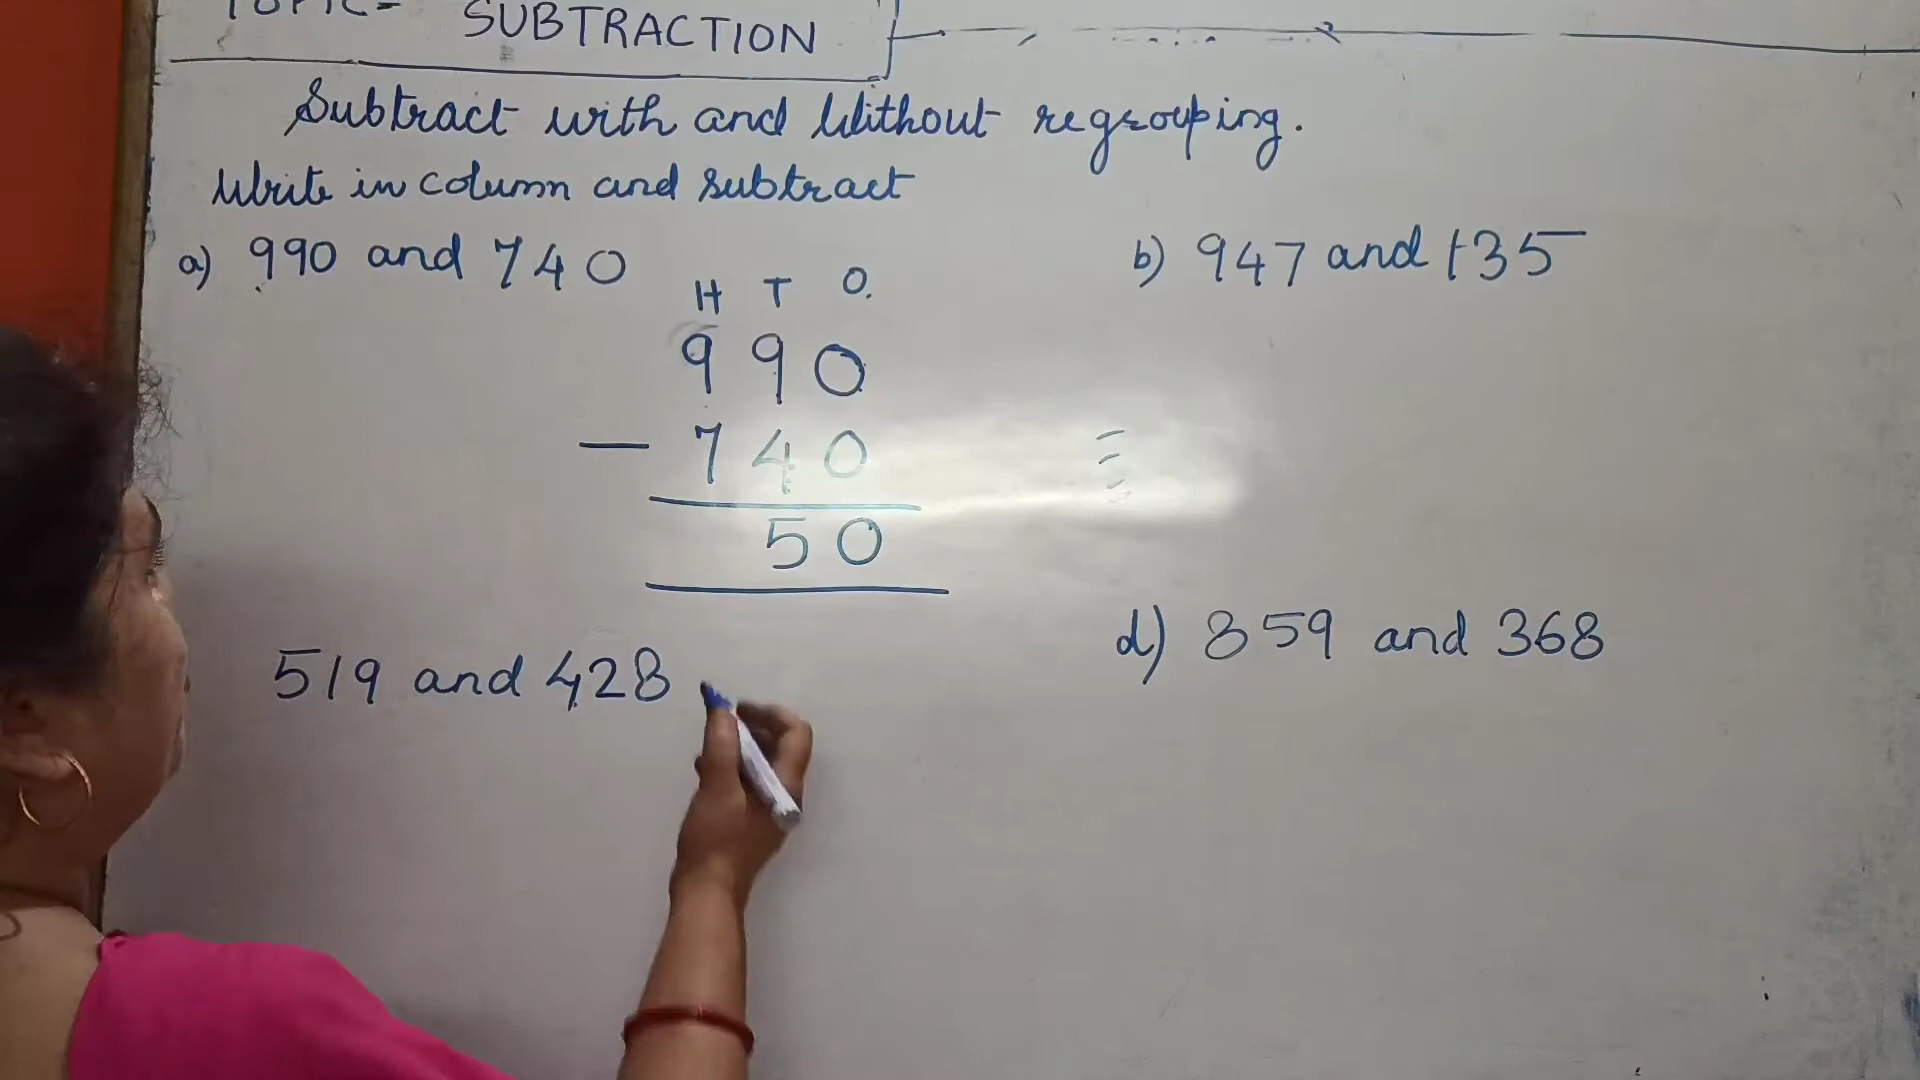 TOPIC- SUBTRACTION
Subtract with and Without regrouping.
Write in column and subtract
a) 990 and 740
H T O.
990
- 740
50
b) 947 and 135
519 and 428
d) 859 and 368